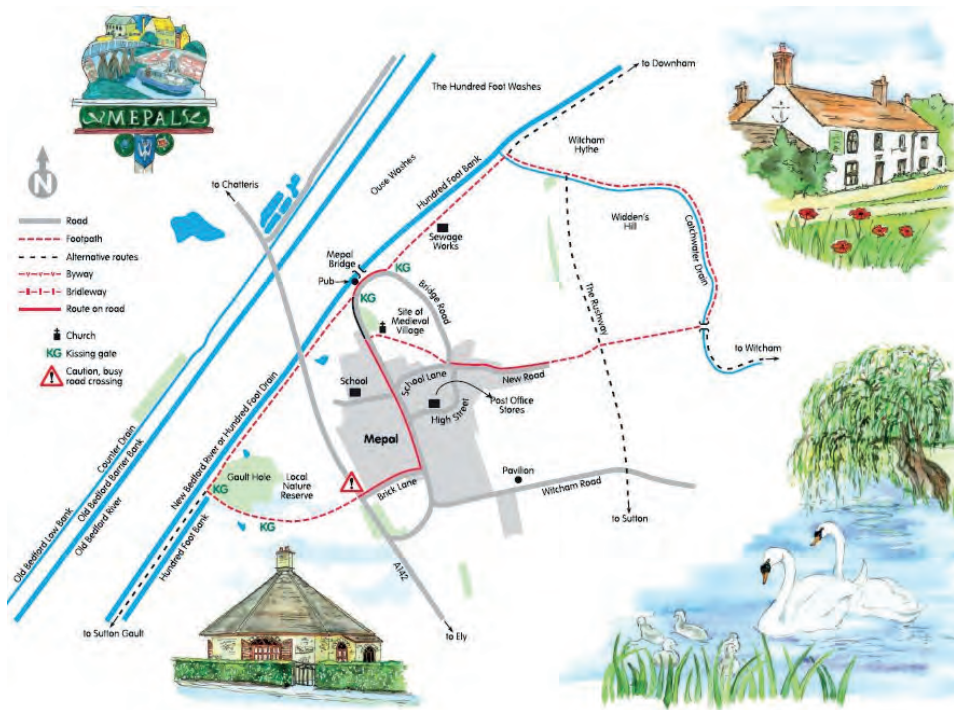 MEPAL
W
N
Road
Footpath
Alternative routes
Byway
Bridleway
Route on road
Church
KG Kissing gate
! Caution, busy
road crossing
to Downham
The Hundred Foot Washes
Witcham
Hythe
Ouse Washes
Hundred Foot Bank
to Chatteris
Widden's
Hill
Catchwater Drain
Sewage
Works
Mepal
Bridge
KG
Pub
KG
Bridge Road
Site of
Medieval
Village
The Rushway
to Witcham
School Lane
New Road
School
Post Office
Stores
High Street
Mepal
Counter Drain
Old Bedford Barrier Bank
New Bedford River or Hundred Foot Drain
Gault Hole
Local
Nature
Reserve
!
KG
KG
Brick Lane
Pavilion
Witcham Road
to Sutton
Old Bedford Low Bank
Old Bedford River
Hundred Foot Bank
A142
to Sutton Gault
to Ely